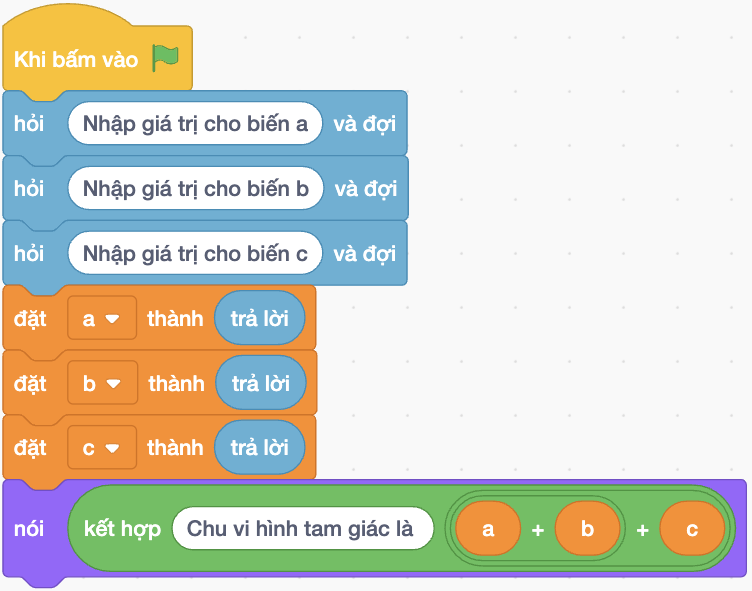 Khi bấm vào
hỏi Nhập giá trị cho biến a và đợi
hỏi Nhập giá trị cho biến b và đợi
hỏi Nhập giá trị cho biến c và đợi
đặt a thành trả lời
đặt b thành trả lời
đặt c thành trả lời
nói kết hợp Chu vi hình tam giác là a + b + c